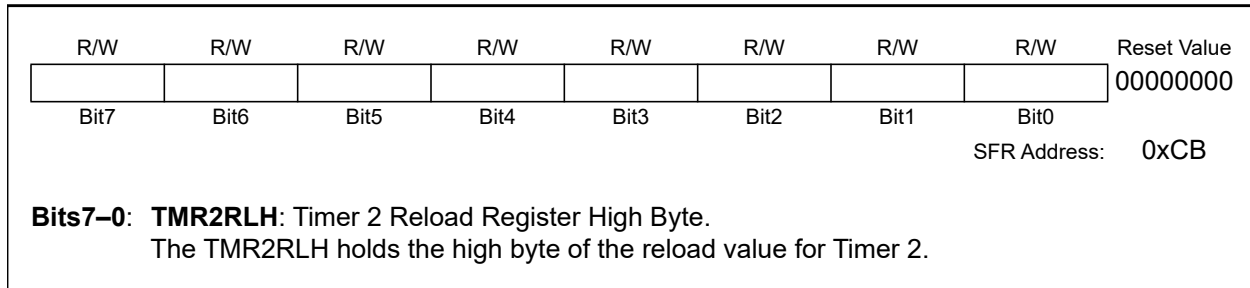 R/W R/W R/W R/W R/W R/W R/W R/W Reset Value
00000000
Bit7 Bit6 Bit5 Bit4 Bit3 Bit2 Bit1 Bit0
SFR Address: 0xCB
Bits7–0: TMR2RLH: Timer 2 Reload Register High Byte.
The TMR2RLH holds the high byte of the reload value for Timer 2.